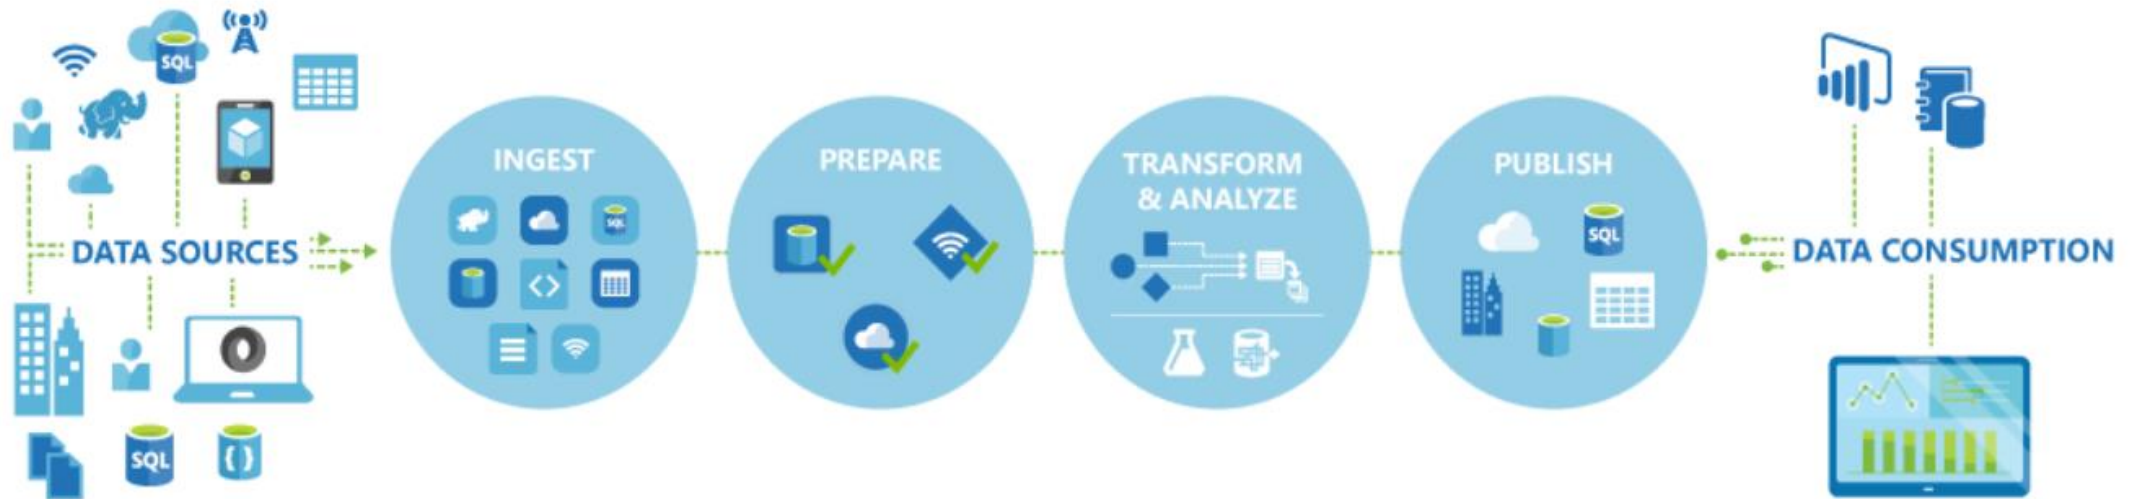 SQL
DATA SOURCES
SQL
{ }
INGEST
SQL
<>
PREPARE
TRANSFORM
& ANALYZE
PUBLISH
SQL
DATA CONSUMPTION